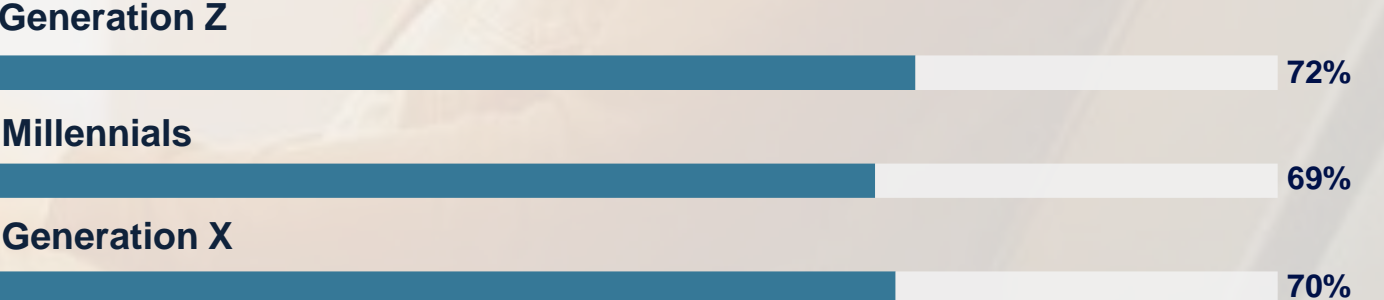 Generation Z
72%
Millennials
69%
Generation X
70%